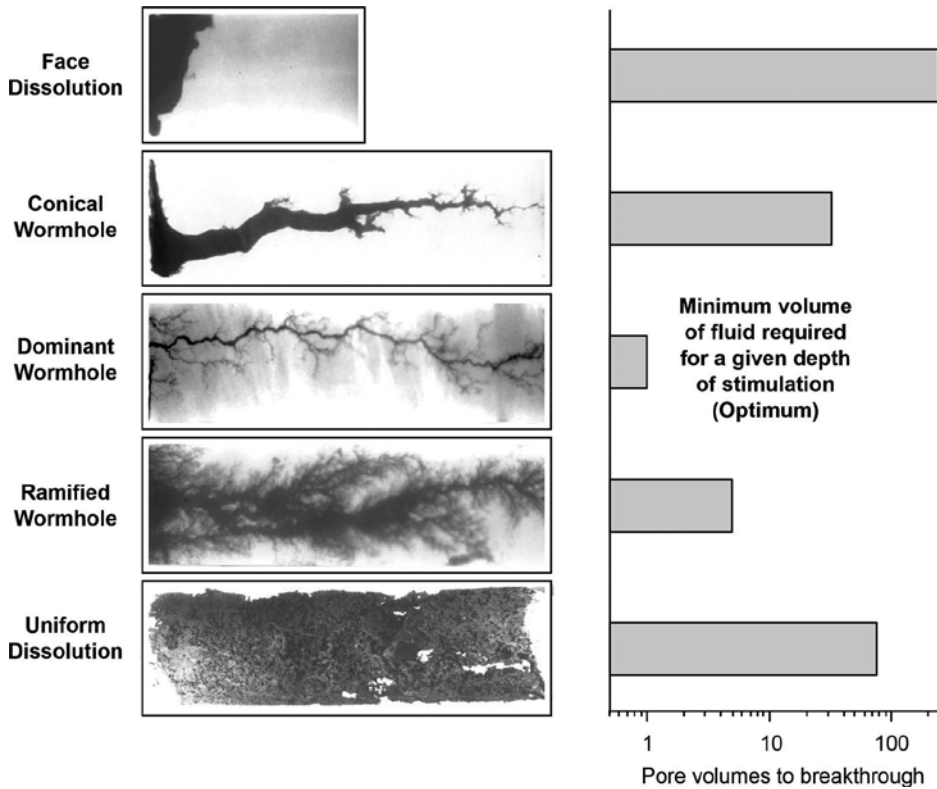 Face
Dissolution
Conical
Wormhole
Dominant
Wormhole
Minimum volume
of fluid required
for a given depth
of stimulation
(Optimum)
Ramified
Wormhole
Uniform
Dissolution
1 10 100
Pore volumes to breakthrough